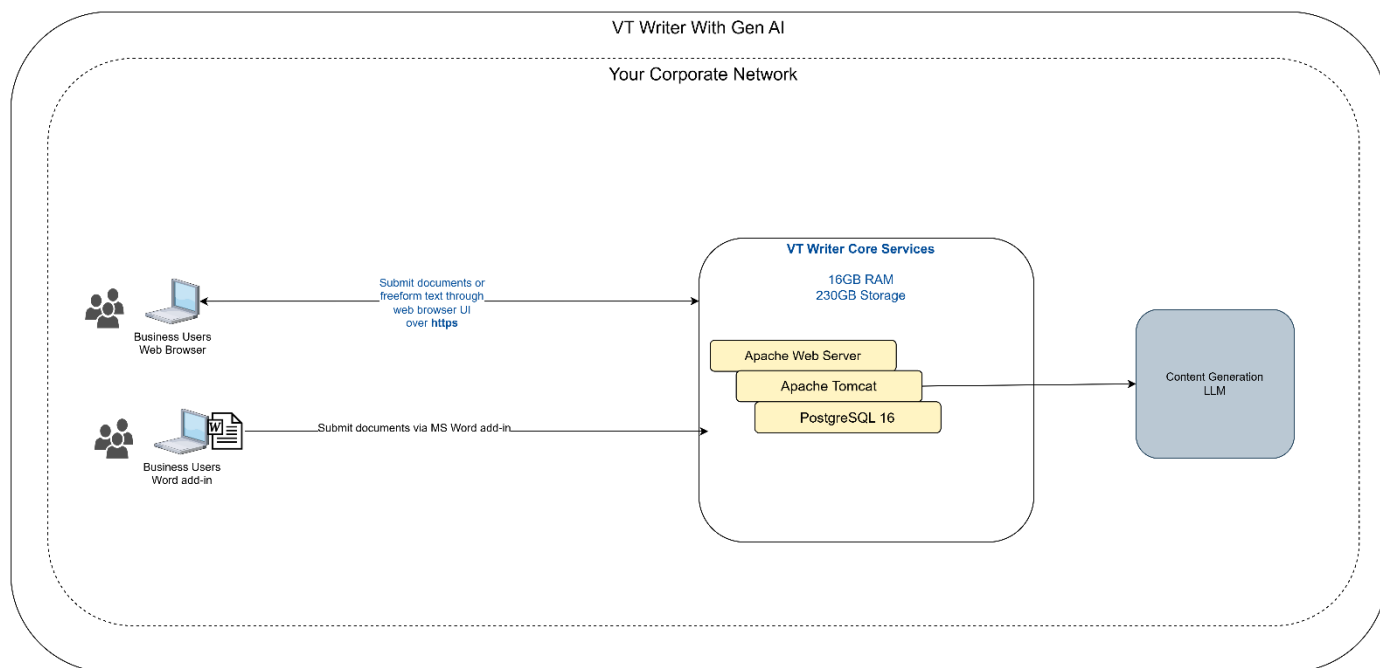 VT Writer With Gen AI
Your Corporate Network
VT Writer Core Services
16GB RAM
230GB Storage
Submit documents or
freeform text through
web browser UI
over https
Business Users
Web Browser
Apache Web Server
Apache Tomcat
PostgreSQL 16
Content Generation
LLM
W
Submit documents via MS Word add-in
Business Users
Word add-in